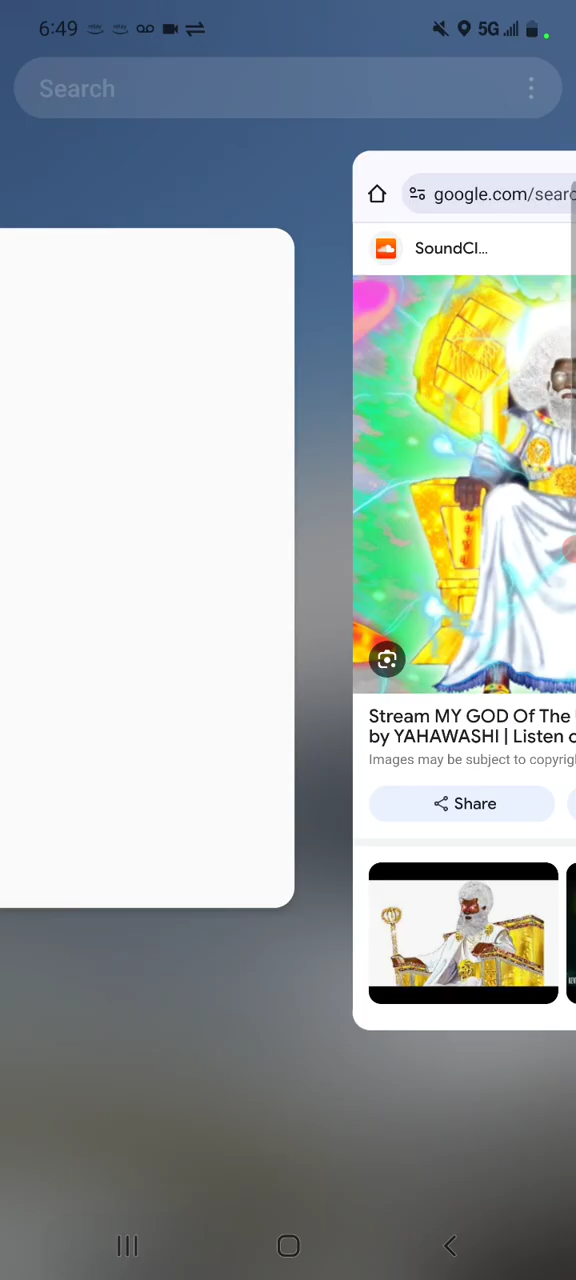 6:49
5G
Search
google.com/searc
SoundCl...
Stream MY GOD Of The
by YAHAWASHI | Listen o
Images may be subject to copyrigh
Share